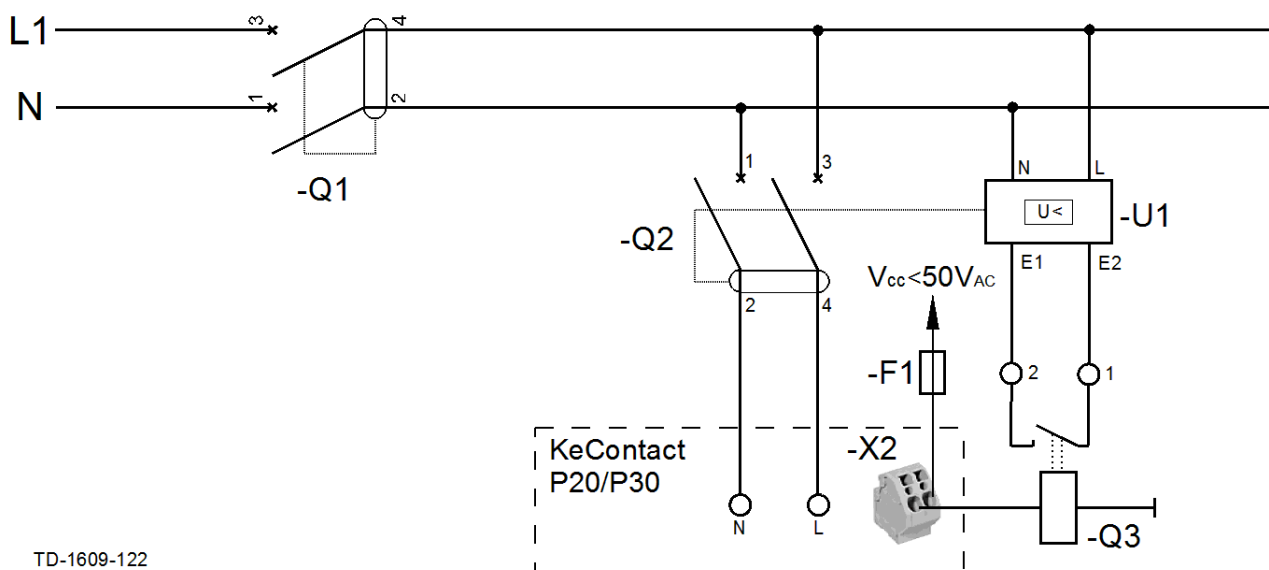 L1
3
4
N
1
2
-Q1
1
3
N
L
U<
-U1
-Q2
E1
E2
2
4
Vcc<50VAC
-F1
2
1
KeContact
P20/P30
-X2
N
L
-Q3
TD-1609-122